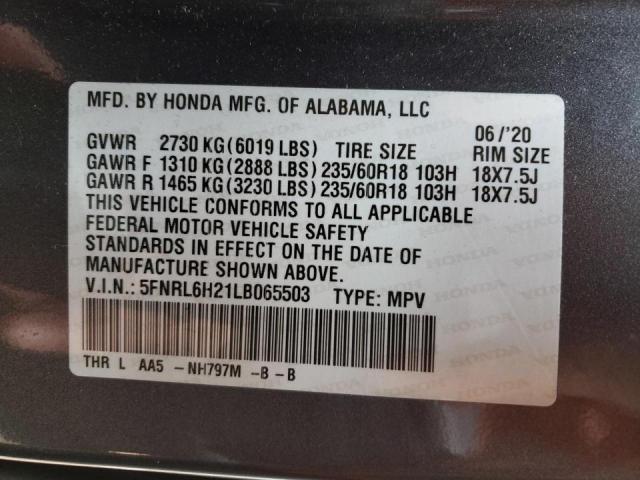 MFD. BY HONDA MFG. OF ALABAMA, LLC
06 /'20
GVWR 2730 KG(6019 LBS) TIRE SIZE RIM SIZE
GAWR F 1310 KG(2888 LBS)235/60R18 103H 18X7.5J
GAWR R 1465 KG(3230 LBS)235/60R18 103H 18X7.5J
THIS VEHICLE CONFORMS TO ALL APPLICABLE
FEDERAL MOTOR VEHICLE SAFETY
STANDARDS IN EFFECT ON THE DATE OF
MANUFACTURE SHOWN ABOVE.
V.I.N.: 5FNRL6H21LB065503 TYPE: MPV
THR L AA5 -NH797M -B -B